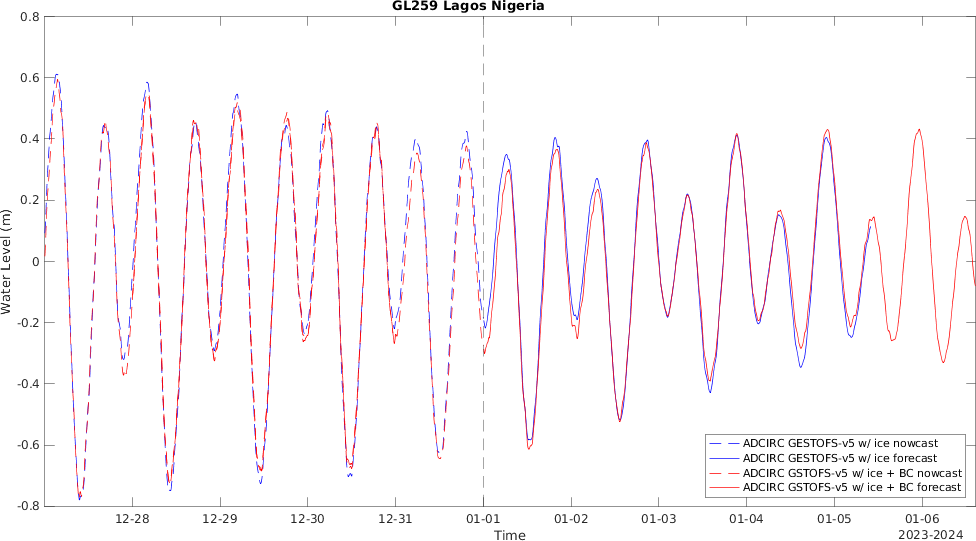 GL259 Lagos Nigeria
0.8
0.6
0.4
0.2
0
-0.2
-0.4
-0.6
-0.8
Water Level (m)
ADCIRC GESTOFS-v5 w/ ice nowcast
ADCIRC GESTOFS-v5 w/ ice forecast
ADCIRC GSTOFS-v5 w/ ice + BC nowcast
ADCIRC GSTOFS-v5 w/ ice + BC forecast
12-28 12-29 12-30 12-31 01-01 01-02 01-03 01-04 01-05 01-06
Time
2023-2024